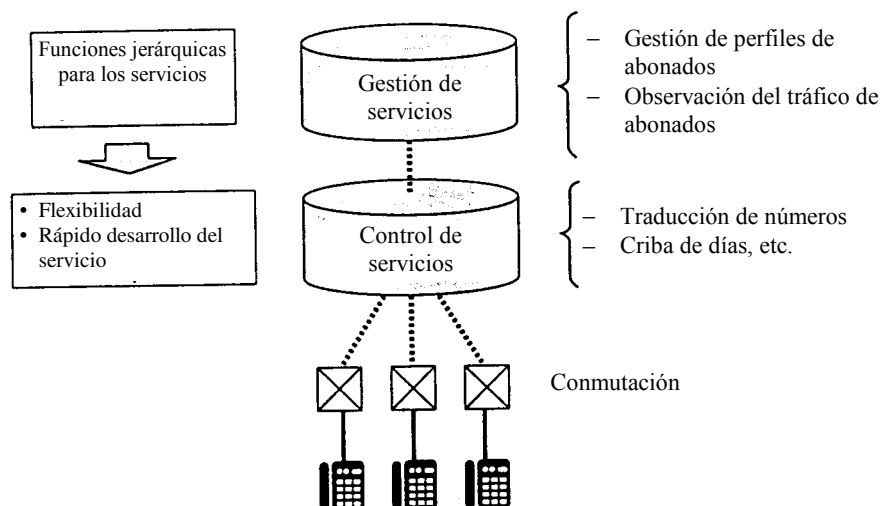 Funciones jerárquicas
para los servicios
Gestión de
servicios
– Gestión de perfiles de
abonados
– Observación del tráfico de
abonados
• Flexibilidad
• Rápido desarrollo del
servicio
Control de
servicios
– Traducción de números
– Criba de días, etc.
Conmutación